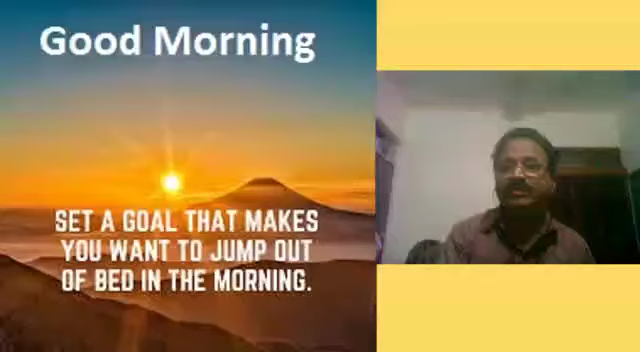 Good Morning
SET A GOAL THAT MAKES
YOU WANT TO JUMP OUT
OF BED IN THE MORNING.